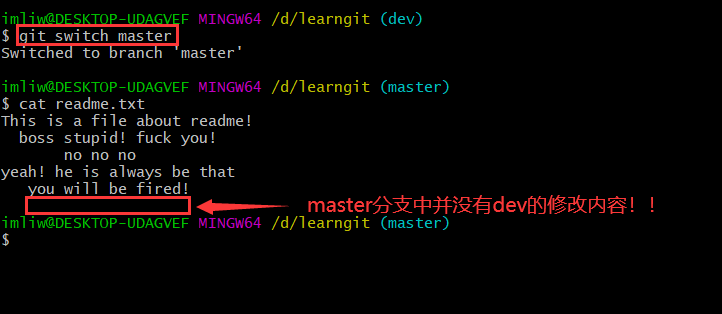 imliw@DESKTOP-UDAGVEF MINGW64 /d/learngit (dev)
$ git switch master
Switched to branch 'master'
imliw@DESKTOP-UDAGVEF MINGW64 /d/learngit (master)
$ cat readme.txt
This is a file about readme!
boss stupid! fuck you!
no no no
yeah! he is always be that
you will be fired!
master分支中并没有dev的修改内容！！
imliw@DESKTOP-UDAGVEF MINGW64 /d/learngit (master)
$